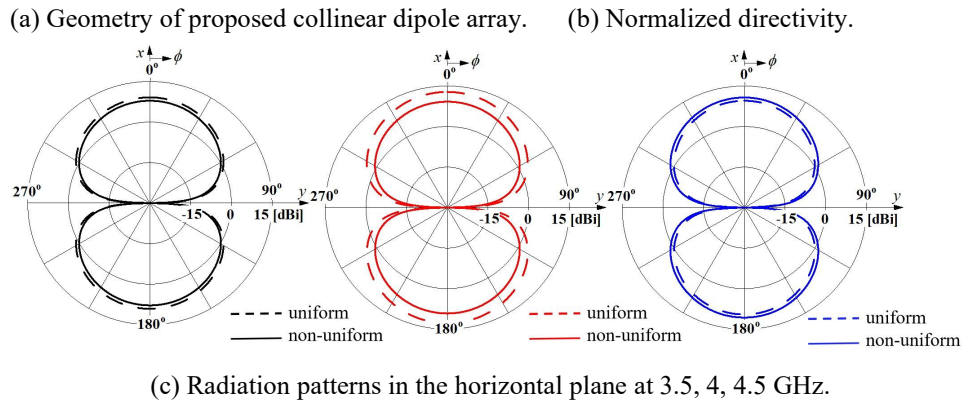 (a) Geometry of proposed collinear dipole array. (b) Normalized directivity.
x ϕ x ϕ x ϕ
0° 0° 0°
270° 90° y 270° 90° y 270° 90° y
-15 0 15 [dBi] -15 0 15 [dBi] -15 0 15 [dBi]
180° 180° 180°
uniform uniform uniform
non-uniform non-uniform non-uniform
(c) Radiation patterns in the horizontal plane at 3.5, 4, 4.5 GHz.